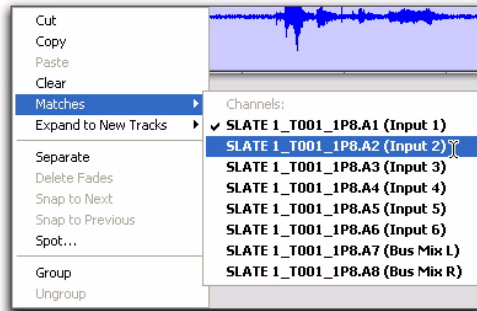 Cut
Copy
Paste
Clear
Matches
Expand to New Tracks
Separate
Delete Fades
Snap to Next
Snap to Previous
Spot...
Group
Ungroup
Channels:
SLATE 1_T001_1P8.A1 (Input 1)
SLATE 1_T001_1P8.A2 (Input 2)
SLATE 1_T001_1P8.A3 (Input 3)
SLATE 1_T001_1P8.A4 (Input 4)
SLATE 1_T001_1P8.A5 (Input 5)
SLATE 1_T001_1P8.A6 (Input 6)
SLATE 1_T001_1P8.A7 (Bus Mix L)
SLATE 1_T001_1P8.A8 (Bus Mix R)